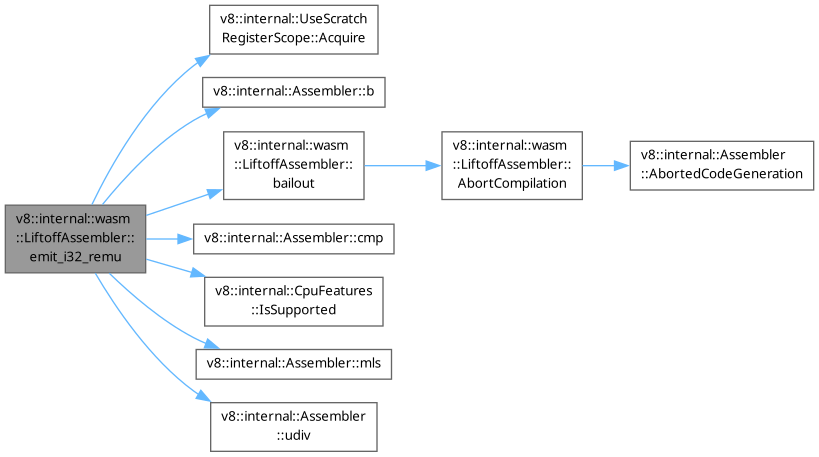 v8::internal::UseScratch
RegisterScope::Acquire
v8::internal::Assembler::b
v8::internal::wasm
::LiftoffAssembler::
bailout
v8::internal::wasm
::LiftoffAssembler::
AbortCompilation
v8::internal::Assembler
::AbortedCodeGeneration
v8::internal::wasm
::LiftoffAssembler::
emit_i32_remu
v8::internal::Assembler::cmp
v8::internal::CpuFeatures
::IsSupported
v8::internal::Assembler::mls
v8::internal::Assembler
::udiv